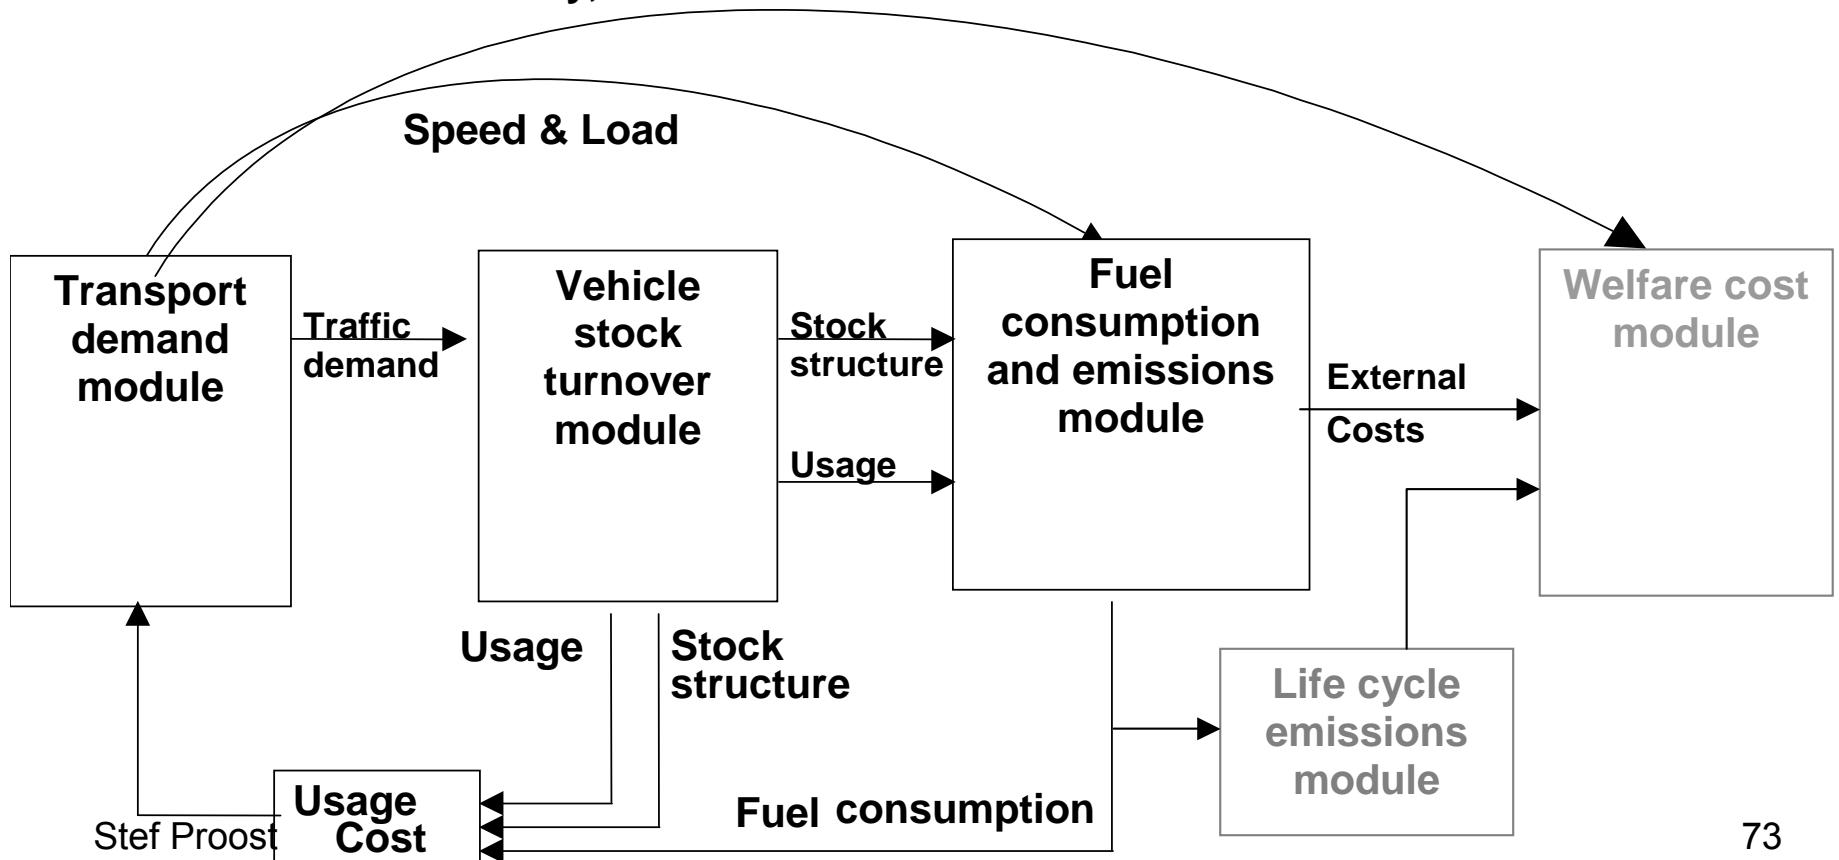 Speed & Load
Transport
demand
module
Traffic
demand
Vehicle
stock
turnover
module
Stock
structure
Usage
Fuel
consumption
and emissions
module
External
Costs
Welfare cost
module
Usage
Stock
structure
Life cycle
emissions
module
Usage
Cost
Fuel consumption
Stef Proost
73